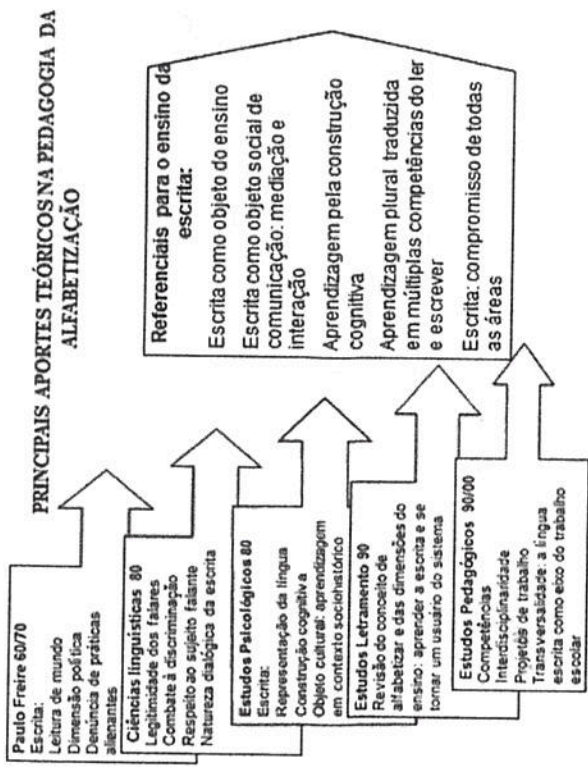 PRINCIPAIS APORTES TEÓRICOS NA PEDAGOGIA DA
ALFABETIZAÇÃO
Paulo Freire 60/70
Escrita:
Leitura de mundo
Dimensão política
Denúncia de práticas
alienantes
Ciências linguísticas 80
Legitimidade dos falares
Combate à discriminação
Respeito ao sujeito falante
Natureza dialógica da escrita
Estudos Psicológicos 80
Escrita:
Representação da língua
Construção cognitiva
Objeto cultural: aprendizagem
em contexto sociohistórico
Estudos Letramento 90
Revisão do conceito de
alfabetizar e das dimensões do
ensino: aprender a escrita e se
tornar um usuário do sistema
Estudos Pedagógicos 90/00
Competências
Interdisciplinaridade
Projetos de trabalho
Transversalidade: a língua
escrita como eixo do trabalho
escolar
Referenciais para o ensino da
escrita:
Escrita como objeto do ensino
Escrita como objeto social de
comunicação: mediação e
interação
Aprendizagem pela construção
cognitiva
Aprendizagem plural traduzida
em múltiplas competências do ler
e escrever
Escrita: compromisso de todas
as áreas